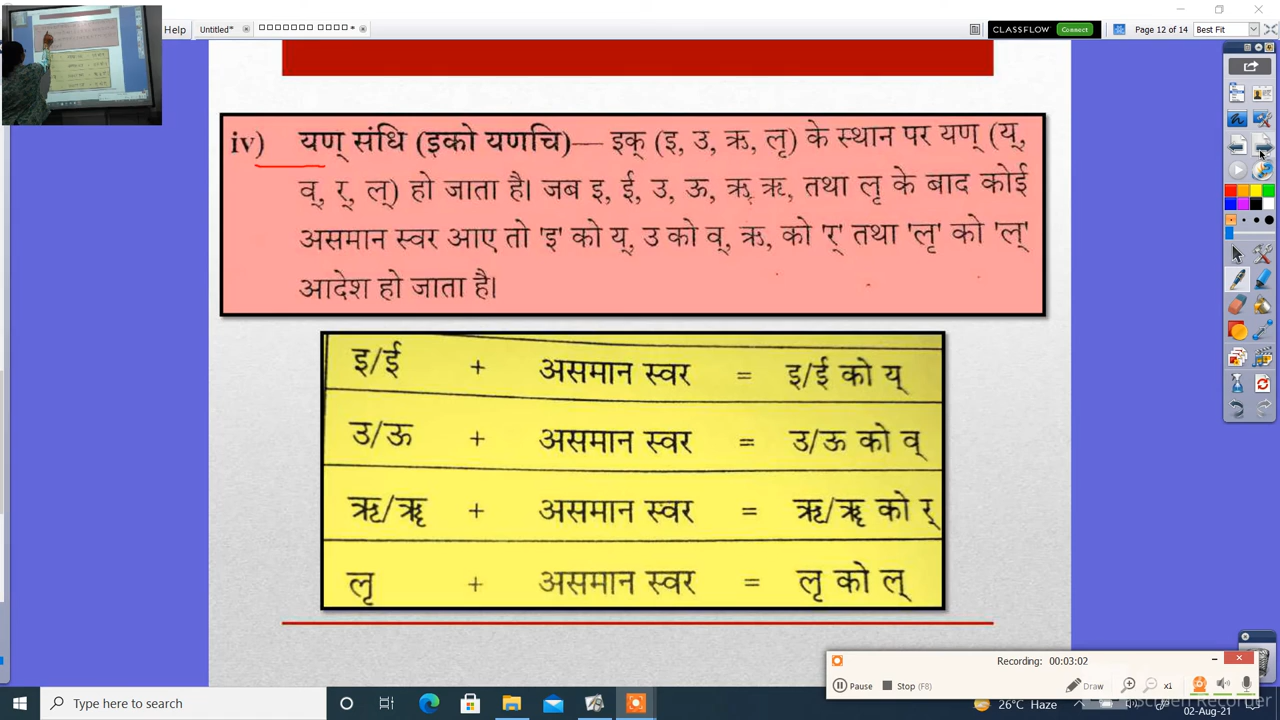 Help
Untitled*
CLASSFLOW Connect
Page 12 of 14
Best Fit
iv) यण् संधि (इको यणचि)— इक् (इ, उ, ऋ, लृ) के स्थान पर यण् (य्,
व्, र्, ल्) हो जाता है। जब इ, ई, उ, ऊ, ऋ ऋ, तथा लृ के बाद कोई
असमान स्वर आए तो 'इ' को य्, उ को व्, ऋ, को 'र्' तथा 'लृ' को 'ल्'
आदेश हो जाता है।
इ/ई + असमान स्वर = इ/ई को य्
उ/ऊ + असमान स्वर = उ/ऊ को व्
ऋ/ॠ + असमान स्वर = ऋ/ॠ को र्
लृ + असमान स्वर = लृ को ल्
Recording: 00:03:02
Pause Stop (F8) Draw x1
Type here to search
26°C Haze
02-Aug-21